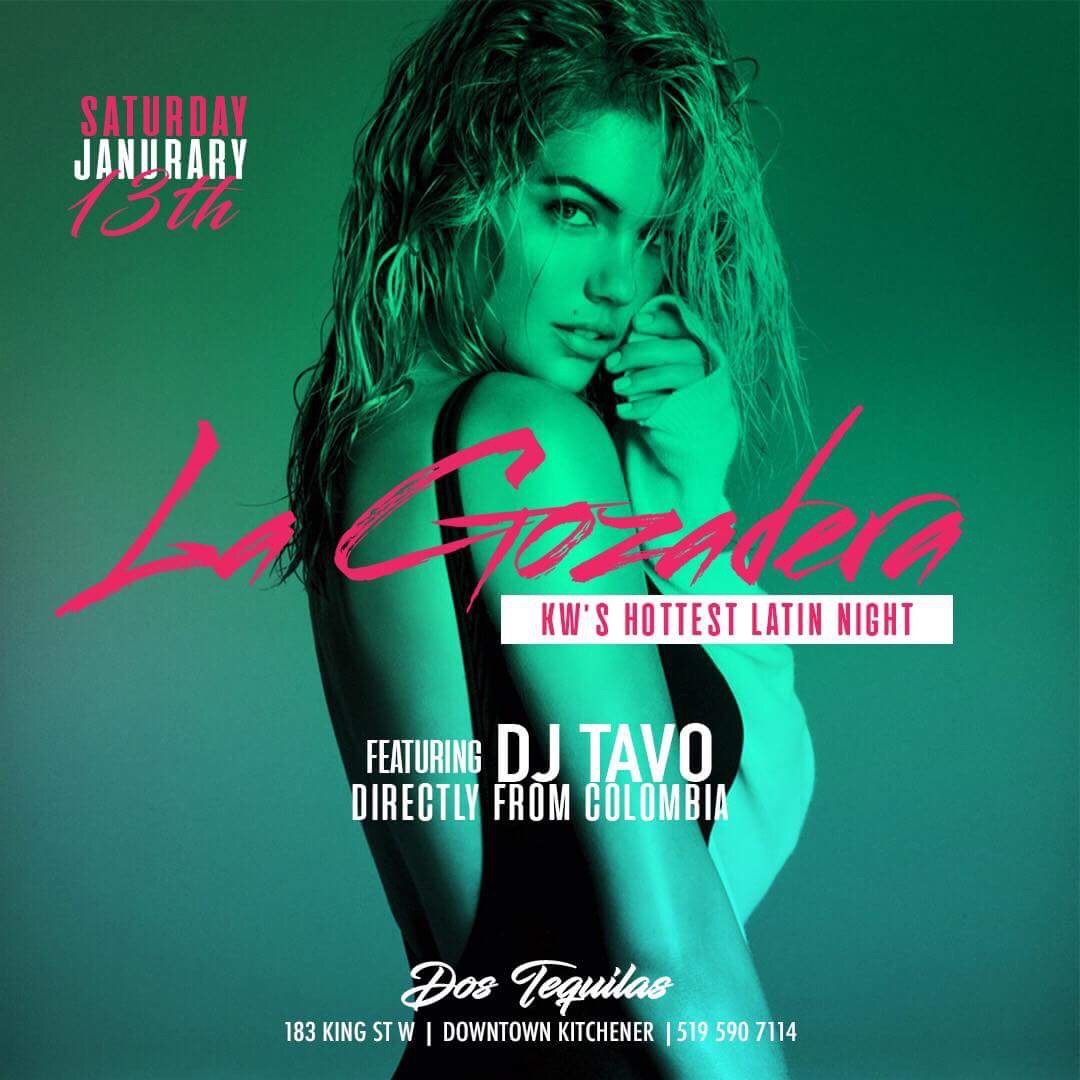 SATURDAY
JANURARY
13th
La Gozadera
KW'S HOTTEST LATIN NIGHT
FEATURING DJ TAVO
DIRECTLY FROM COLOMBIA
Dos Tequilas
183 KING ST W | DOWNTOWN KITCHENER | 519 590 7114